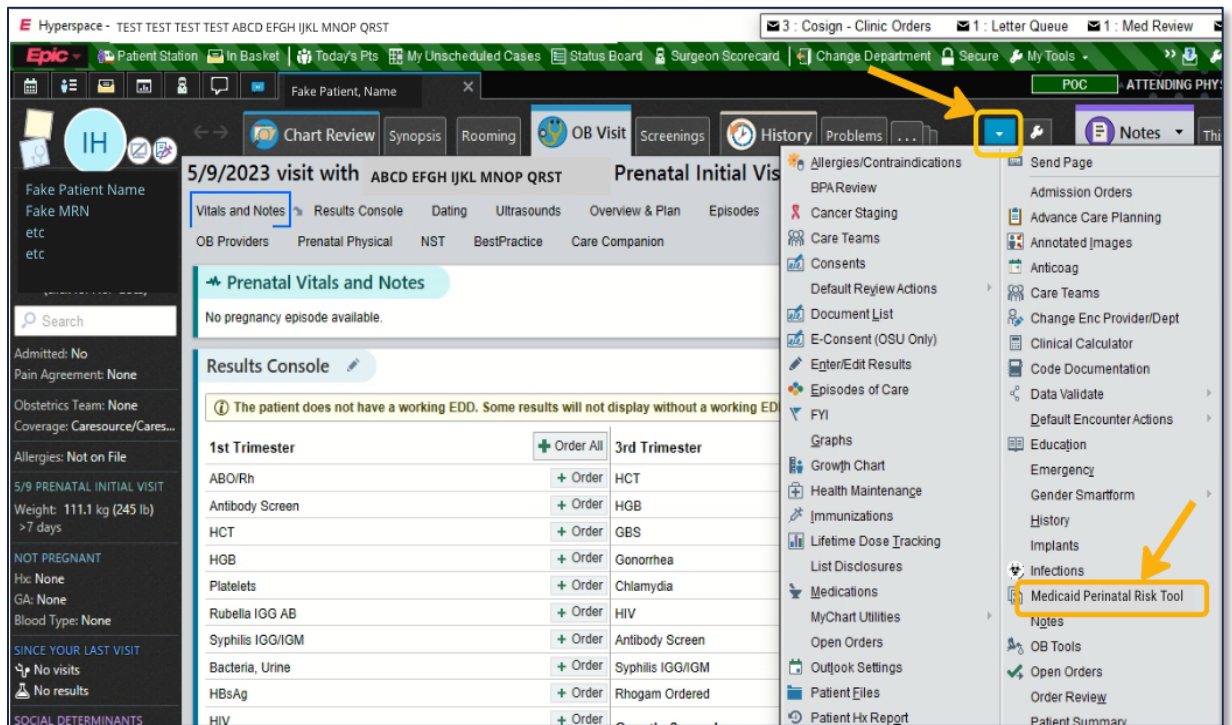 E Hyperspace - TEST TEST TEST TEST TEST ABCD EFGH IJKL MNOP QRST
3 : Cosign - Clinic Orders 1 : Letter Queue 1 : Med Review
Epic Patient Station In Basket Today's Pts My Unscheduled Cases Status Board Surgeon Scorecard Change Department Secure My Tools
Fake Patient, Name
POC ATTENDING PHY
IH
Chart Review Synopsis Rooming OB Visit Screenings History Problems ... Notes Thi
Fake Patient Name
Fake MRN
etc
etc
Search
Admitted: No
Pain Agreement: None
Obstetrics Team: None
Coverage: Caresource/Cares...
Allergies: Not on File
5/9 PRENATAL INITIAL VISIT
Weight: 111.1 kg (245 lb)
>7 days
NOT PREGNANT
Hx: None
GA: None
Blood Type: None
SINCE YOUR LAST VISIT
No visits
No results
SOCIAL DETERMINANTS
5/9/2023 visit with ABCD EFGH IJKL MNOP QRST Prenatal Initial Vis
Vitals and Notes Results Console Dating Ultrasounds Overview & Plan Episodes
OB Providers Prenatal Physical NST BestPractice Care Companion
Prenatal Vitals and Notes
No pregnancy episode available.
Results Console
The patient does not have a working EDD. Some results will not display without a working ED
1st Trimester + Order All 3rd Trimester
ABO/Rh + Order HCT
Antibody Screen + Order HGB
HCT + Order GBS
HGB + Order Gonorrhea
Platelets + Order Chlamydia
Rubella IGG AB + Order HIV
Syphilis IGG/IGM + Order Antibody Screen
Bacteria, Urine + Order Syphilis IGG/IGM
HBsAg + Order Rhogam Ordered
HIV + Order
Allergies/Contraindications
BPA Review
Cancer Staging
Care Teams
Consents
Default Review Actions
Document List
E-Consent (OSU Only)
Enter/Edit Results
Episodes of Care
FYI
Graphs
Growth Chart
Health Maintenance
Immunizations
Lifetime Dose Tracking
List Disclosures
Medications
MyChart Utilities
Open Orders
Outlook Settings
Patient Files
Patient Hx Report
Send Page
Admission Orders
Advance Care Planning
Annotated Images
Anticoag
Care Teams
Change Enc Provider/Dept
Clinical Calculator
Code Documentation
Data Validate
Default Encounter Actions
Education
Emergency
Gender Smartform
History
Implants
Infections
Medicaid Perinatal Risk Tool
Notes
OB Tools
Open Orders
Order Review
Patient Summary